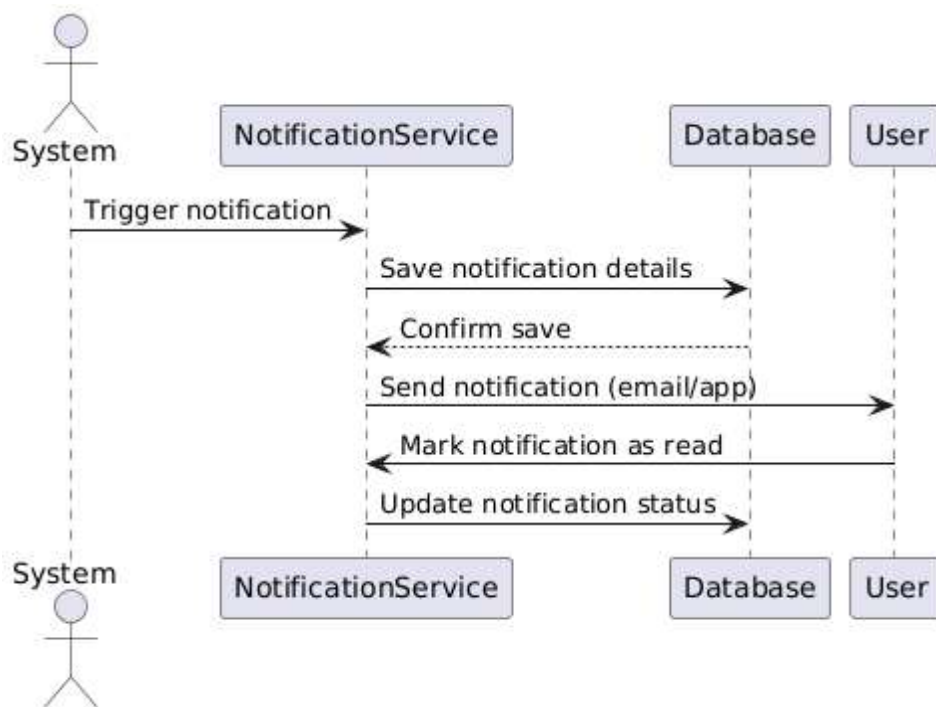 System
NotificationService
Database
User
Trigger notification
Save notification details
Confirm save
Send notification (email/app)
Mark notification as read
Update notification status
System
NotificationService
Database
User